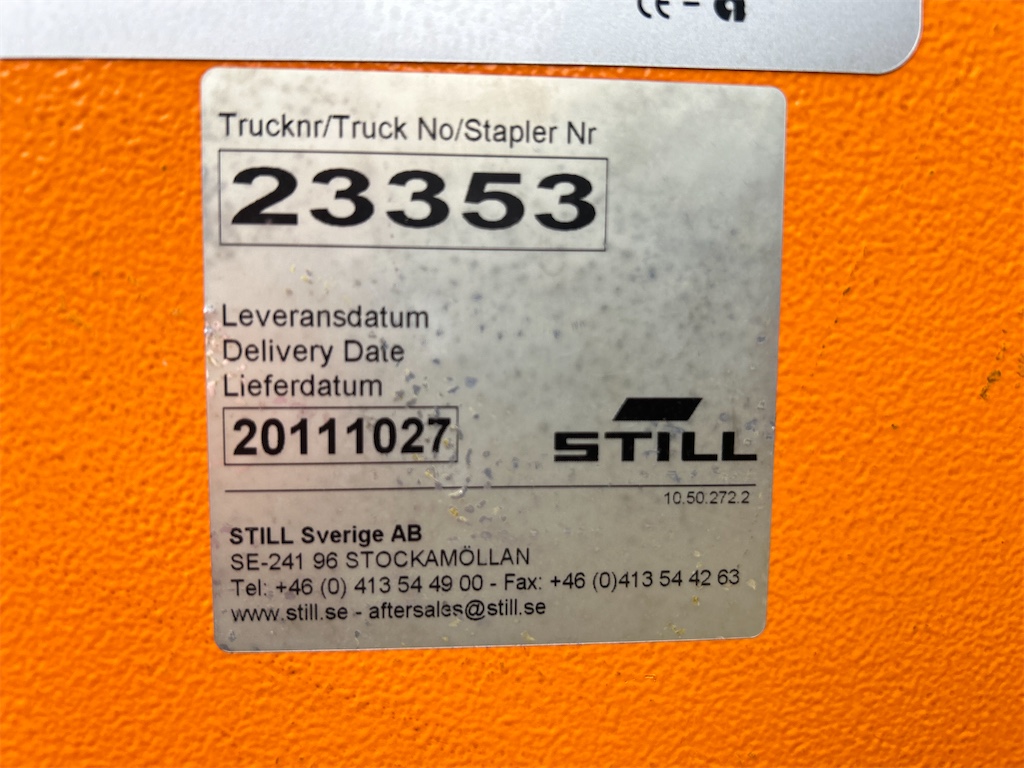 CE - a
Trucknr/Truck No/Stapler Nr
23353
Leveransdatum
Delivery Date
Lieferdatum
20111027
STILL
10.50.272.2
STILL Sverige AB
SE-241 96 STOCKAMÖLLAN
Tel: +46 (0) 413 54 49 00 - Fax: +46 (0)413 54 42 63
www.still.se - aftersales@still.se